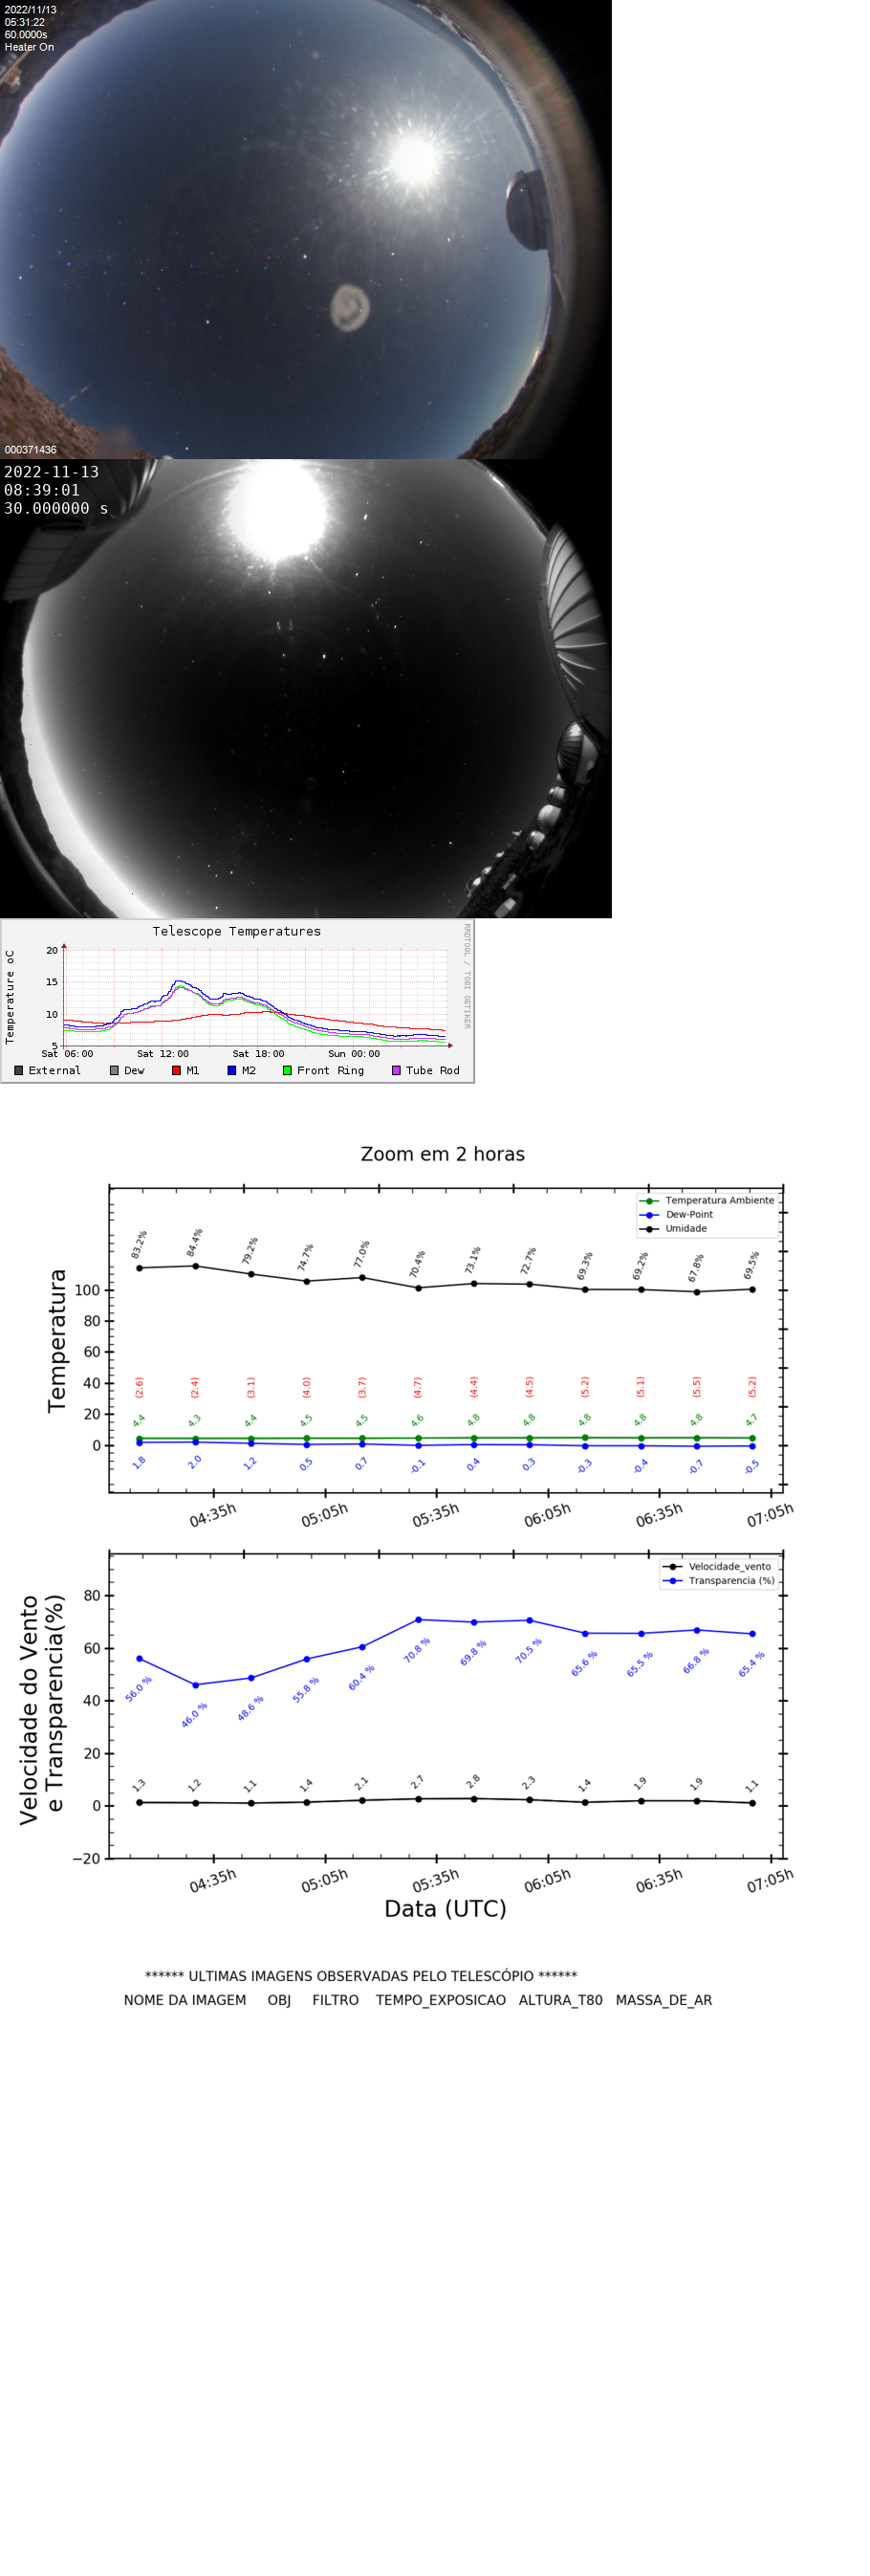 2022/11/13
05:31:22
60.0000s
Heater On
000371436
2022-11-13
08:39:01
30.000000 s
Telescope Temperatures
RRDTOOL / TOBI OETIKER
Temperature oC
20
15
10
5
Sat 06:00 Sat 12:00 Sat 18:00 Sun 00:00
External Dew M1 M2 Front Ring Tube Rod
Zoom em 2 horas
Temperatura Ambiente
Dew-Point
Umidade
83.2% 84.4% 79.2% 74.7% 77.0% 70.4% 73.1% 72.7% 69.3% 69.2% 67.8% 69.5%
Temperatura
100
80
60
40
20
0
(2.6) (2.4) (3.1) (4.0) (3.7) (4.7) (4.4) (4.5) (5.2) (5.1) (5.5) (5.2)
4.4 4.3 4.4 4.5 4.5 4.6 4.8 4.8 4.8 4.8 4.8 4.7
1.8 2.0 1.2 0.5 0.7 -0.1 0.4 0.3 -0.3 -0.4 -0.7 -0.5
04:35h 05:05h 05:35h 06:05h 06:35h 07:05h
Velocidade_vento
Transparencia (%)
Velocidade do Vento
e Transparencia(%)
80
60
40
20
0
−20
56.0 % 46.0 % 48.6 % 55.8 % 60.4 % 70.8 % 69.8 % 70.5 % 65.6 % 65.5 % 66.8 % 65.4 %
1.3 1.2 1.1 1.4 2.1 2.7 2.8 2.3 1.4 1.9 1.9 1.1
04:35h 05:05h 05:35h 06:05h 06:35h 07:05h
Data (UTC)
****** ULTIMAS IMAGENS OBSERVADAS PELO TELESCÓPIO ******
NOME DA IMAGEM OBJ FILTRO TEMPO_EXPOSICAO ALTURA_T80 MASSA_DE_AR